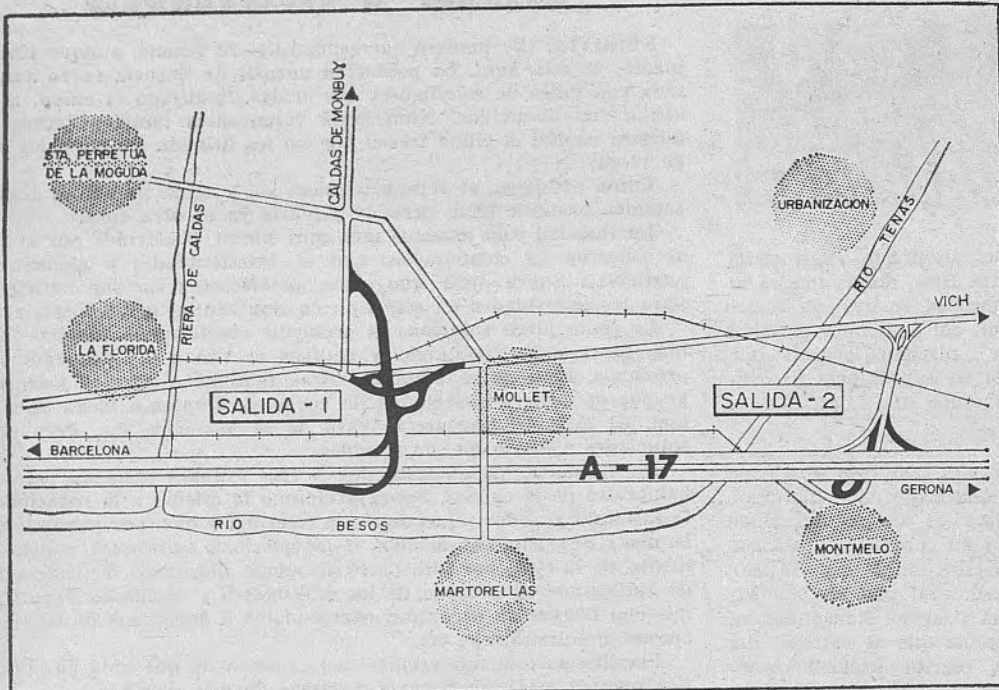 CALDAS DE MONBUY
STA. PERPETUA
DE LA MOGUDA
RIERA DE CALDAS
URBANIZACION
RIO TENAS
LA FLORIDA
VICH
MOLLET
SALIDA - 1
SALIDA - 2
BARCELONA
A - 17
GERONA
RIO BESOS
MARTORELLAS
MONTMELO